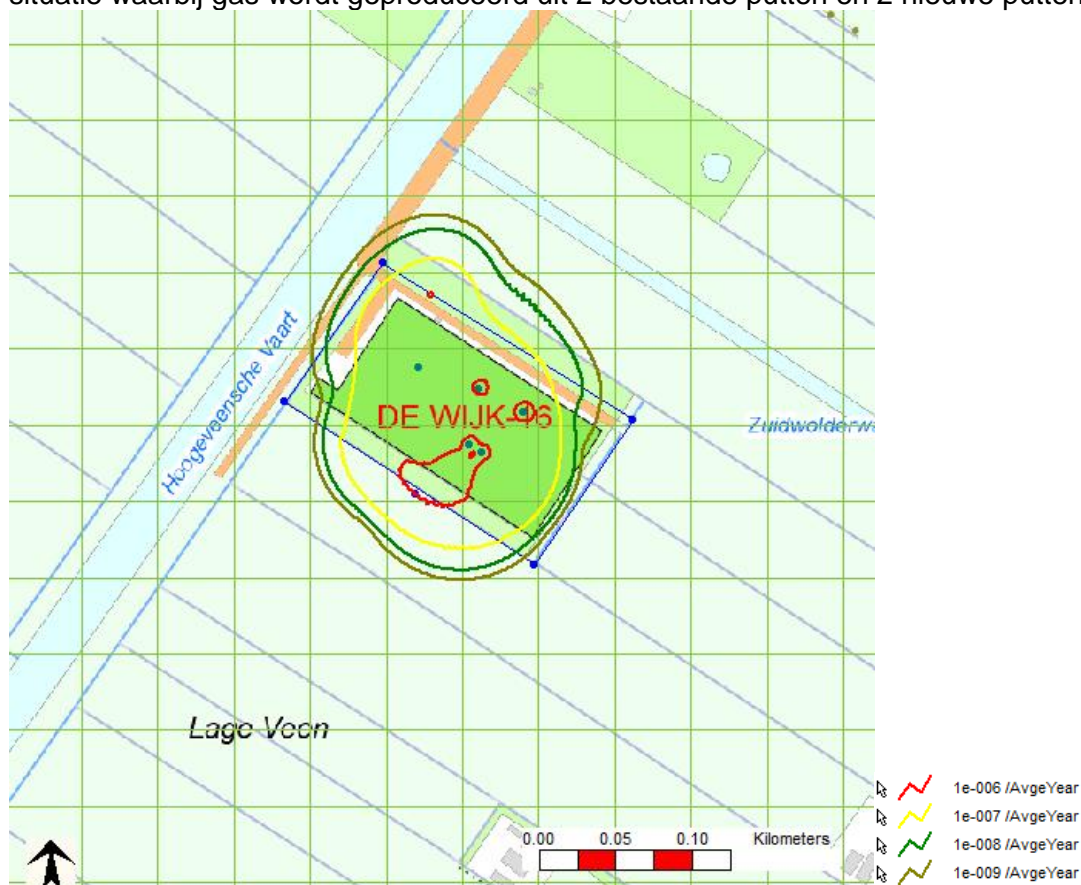 situatie waarbij gas wordt geproduceerd uit 2 bestaande putten en 2 nieuwe putten
Hoogeveensche Vaart
DE WIJK-16
Lage Veen
0.00 0.05 0.10 Kilometers
1e-006 /AvgeYear
1e-007 /AvgeYear
1e-008 /AvgeYear
1e-009 /AvgeYear